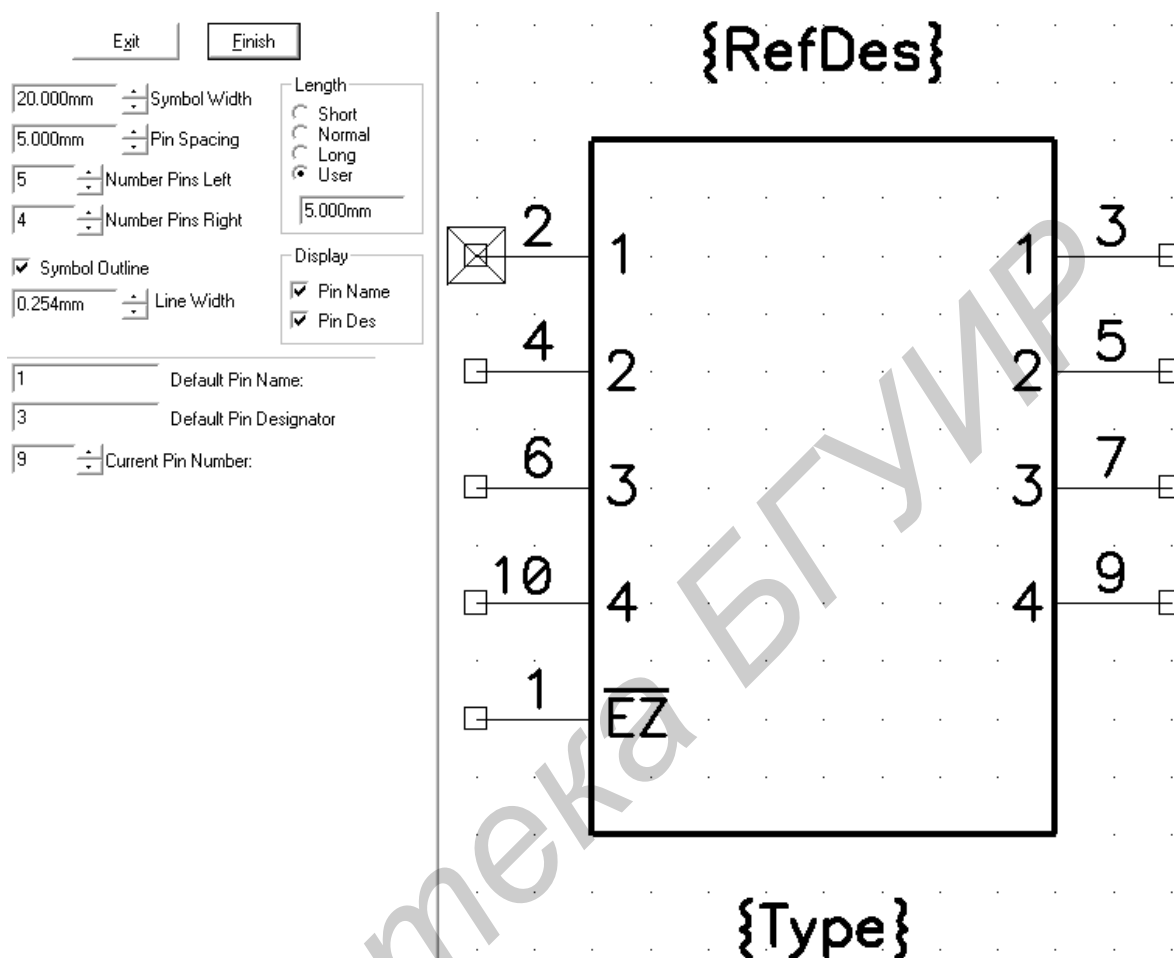 Exit Finish
20.000mm Symbol Width
5.000mm Pin Spacing
5 Number Pins Left
4 Number Pins Right
Symbol Outline
0.254mm Line Width
Length
Short
Normal
Long
User
5.000mm
Display
Pin Name
Pin Des
1 Default Pin Name:
3 Default Pin Designator
9 Current Pin Number:
{RefDes}
2 1 1 3
4 2 2 5
6 3 3 7
10 4 4 9
1 E̅Z̅
{Type}
тека БГУИР